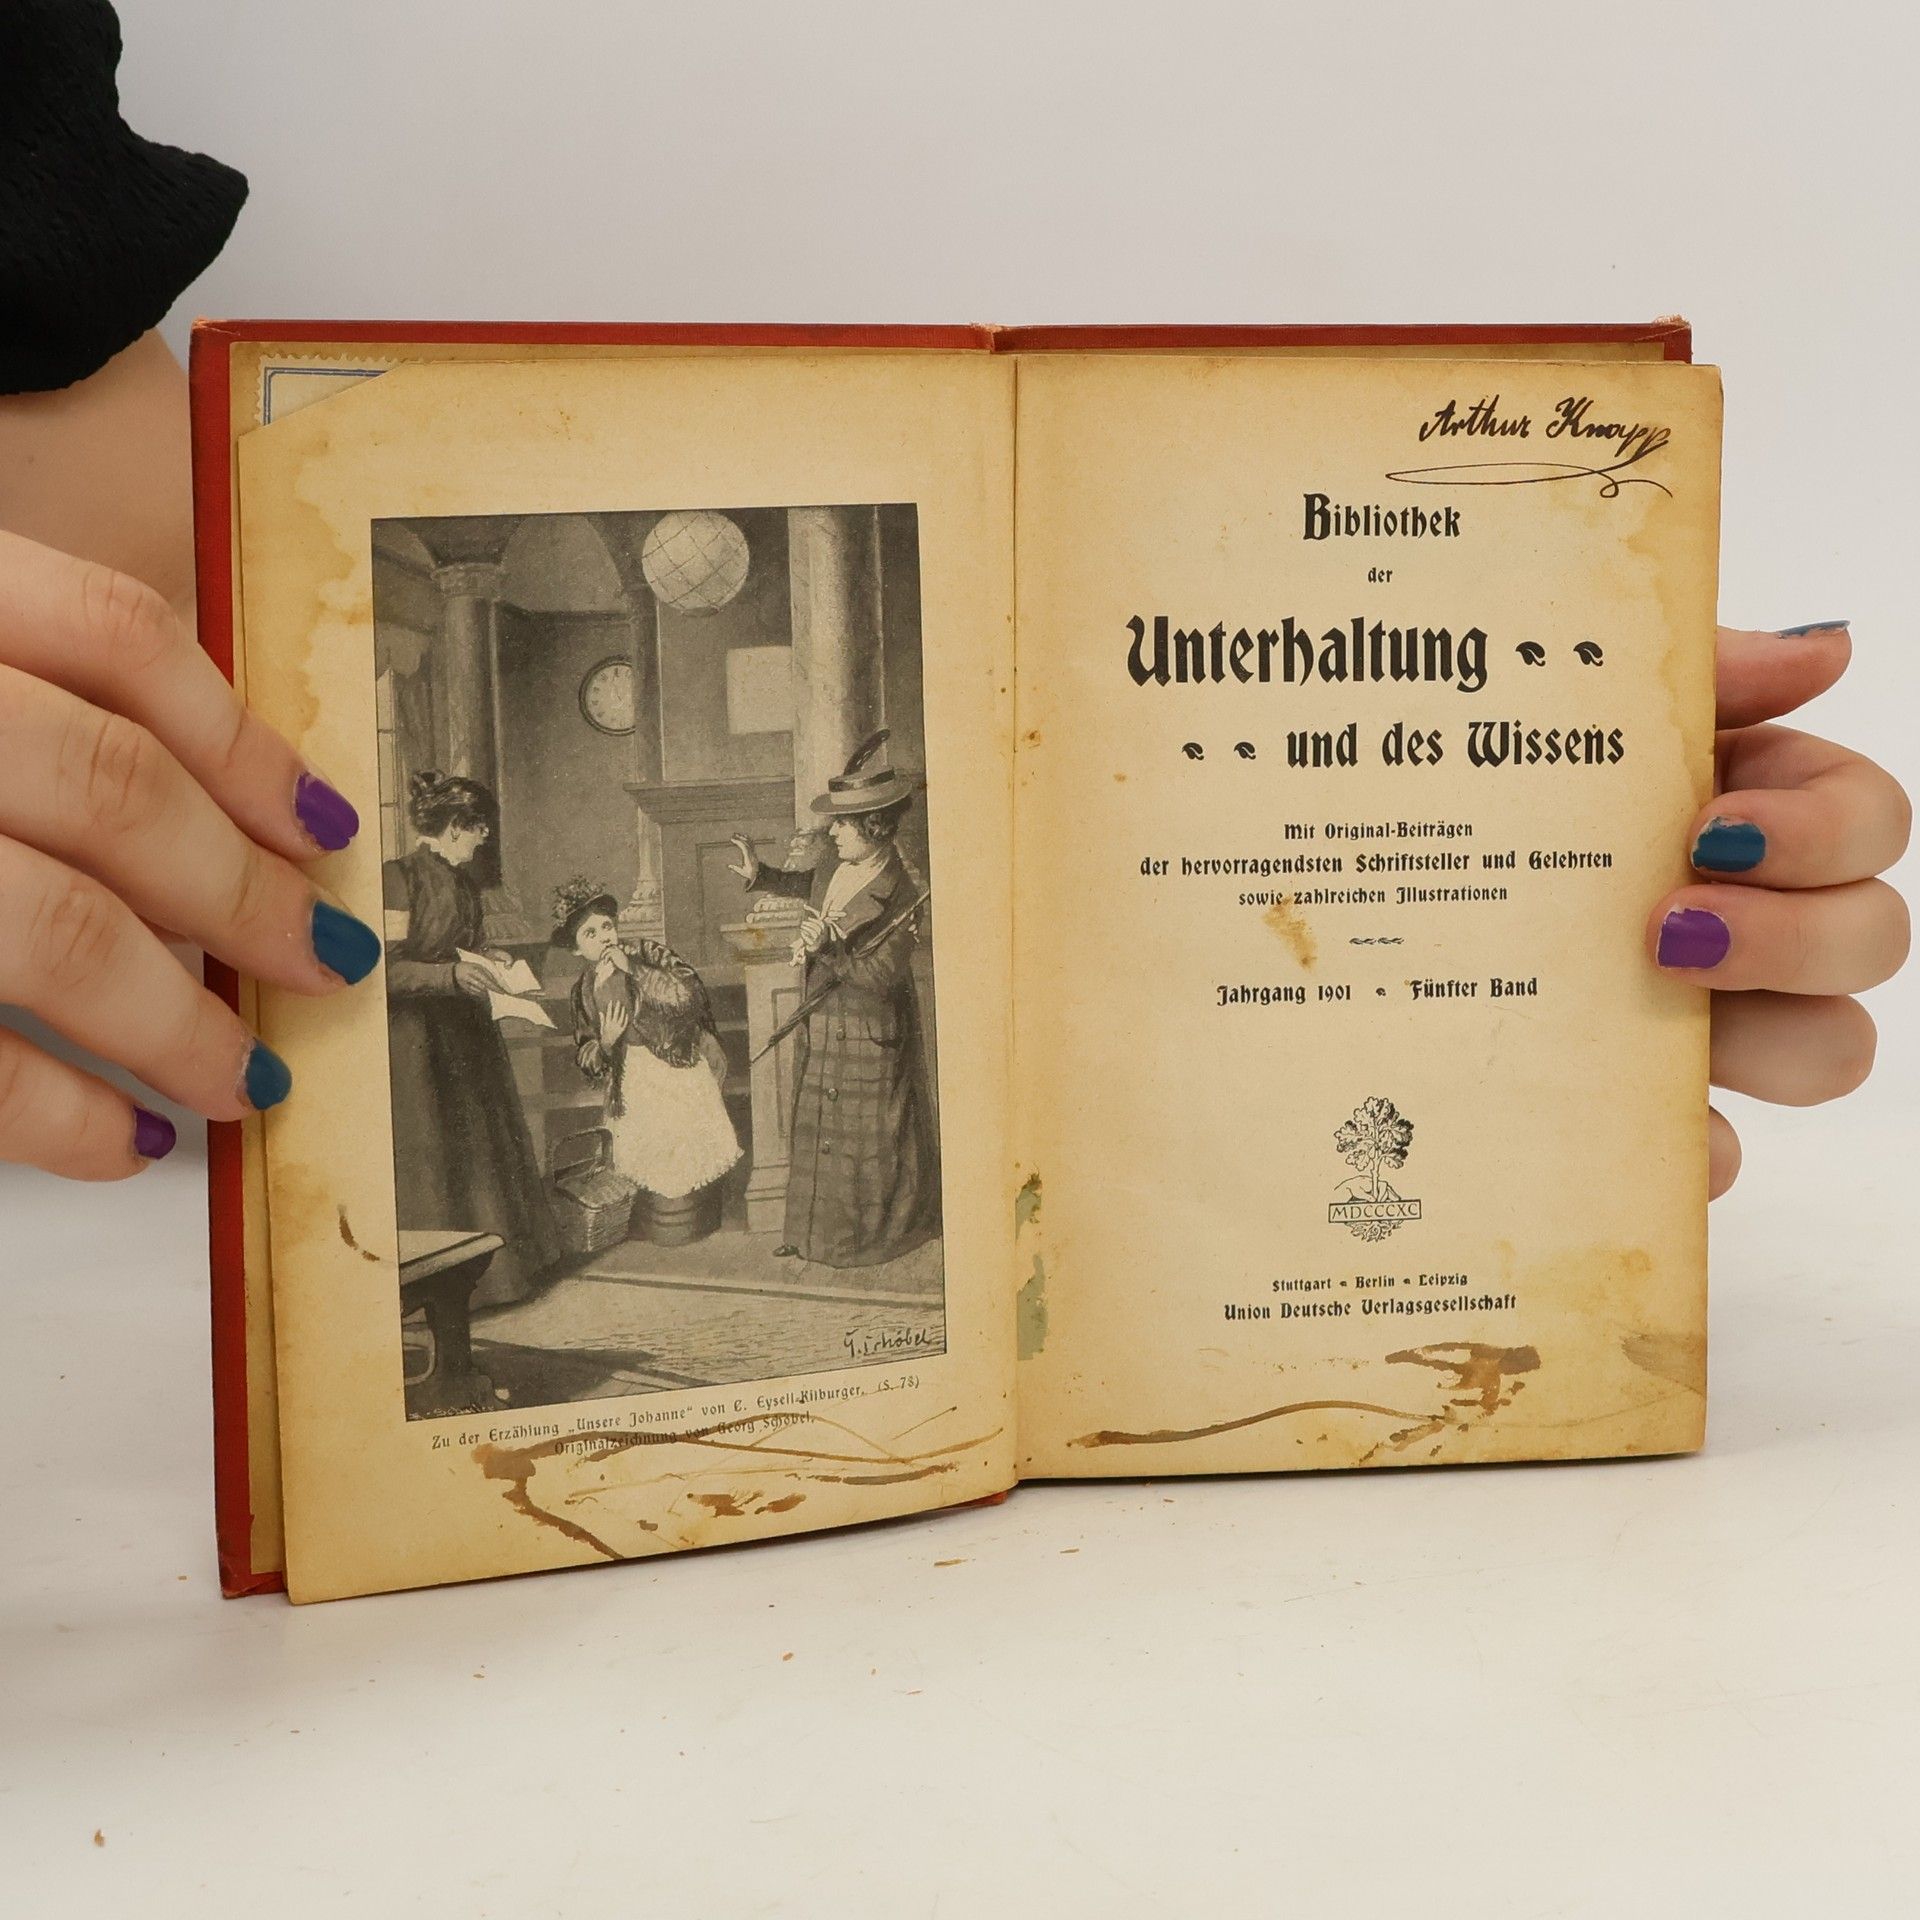 G. Schöbel
Zu der Erzählung „Unsere Johanne" von C. Eysell-Kilburger. (S. 78)
Originalzeichnung von Georg Schöbel.
Arthur Knapp
Bibliothek
der
Unterhaltung
und des Wissens
Mit Original-Beiträgen
der hervorragendsten Schriftsteller und Gelehrten
sowie zahlreichen Illustrationen
Jahrgang 1901 • Fünfter Band
MDCCCXC
Stuttgart • Berlin • Leipzig
Union Deutsche Verlagsgesellschaft